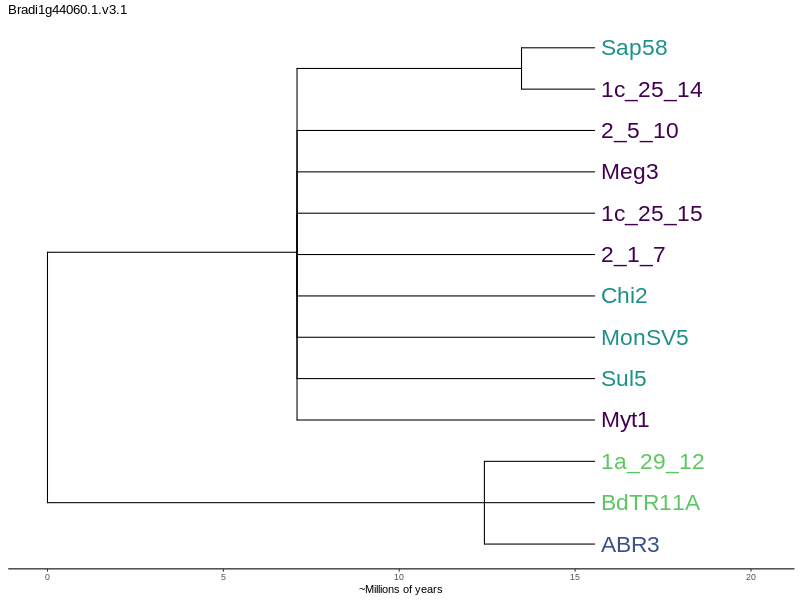 Bradi1g44060.1.v3.1
Sap58
1c_25_14
2_5_10
Meg3
1c_25_15
2_1_7
Chi2
MonSV5
Sul5
Myt1
1a_29_12
BdTR11A
ABR3
0 5 10 15 20
~Millions of years